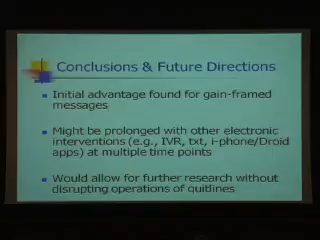 Conclusions & Future Directions
Initial advantage found for gain-framed
messages
Might be prolonged with other electronic
interventions (e.g., IVR, txt, i-phone/Droid
apps) at multiple time points
Would allow for further research without
disrupting operations of quitlines